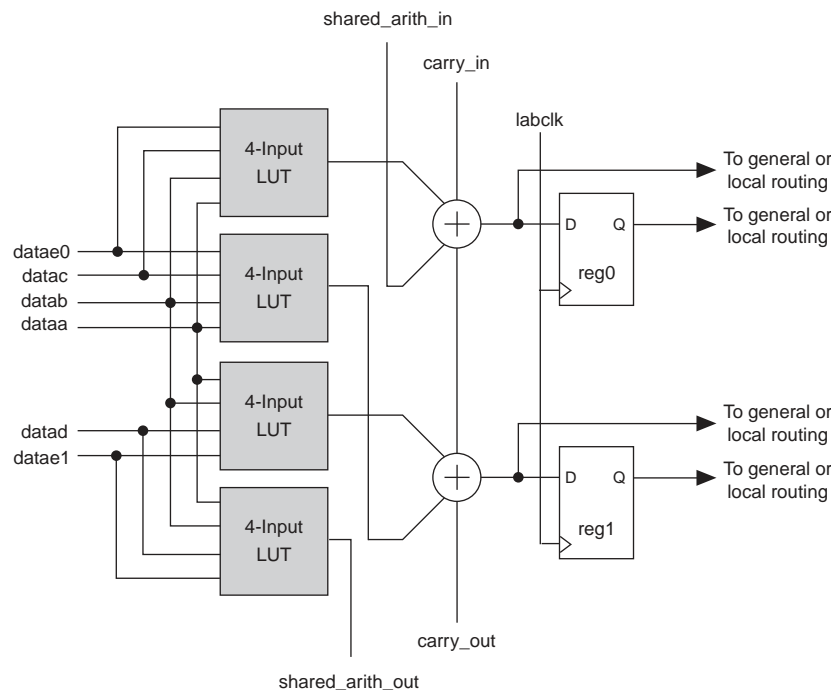 shared_arith_in
carry_in
labclk
4-Input
LUT
To general or
local routing
D Q
reg0
To general or
local routing
datae0
datac
datab
dataa
4-Input
LUT
4-Input
LUT
To general or
local routing
datad
datae1
D Q
reg1
To general or
local routing
4-Input
LUT
carry_out
shared_arith_out